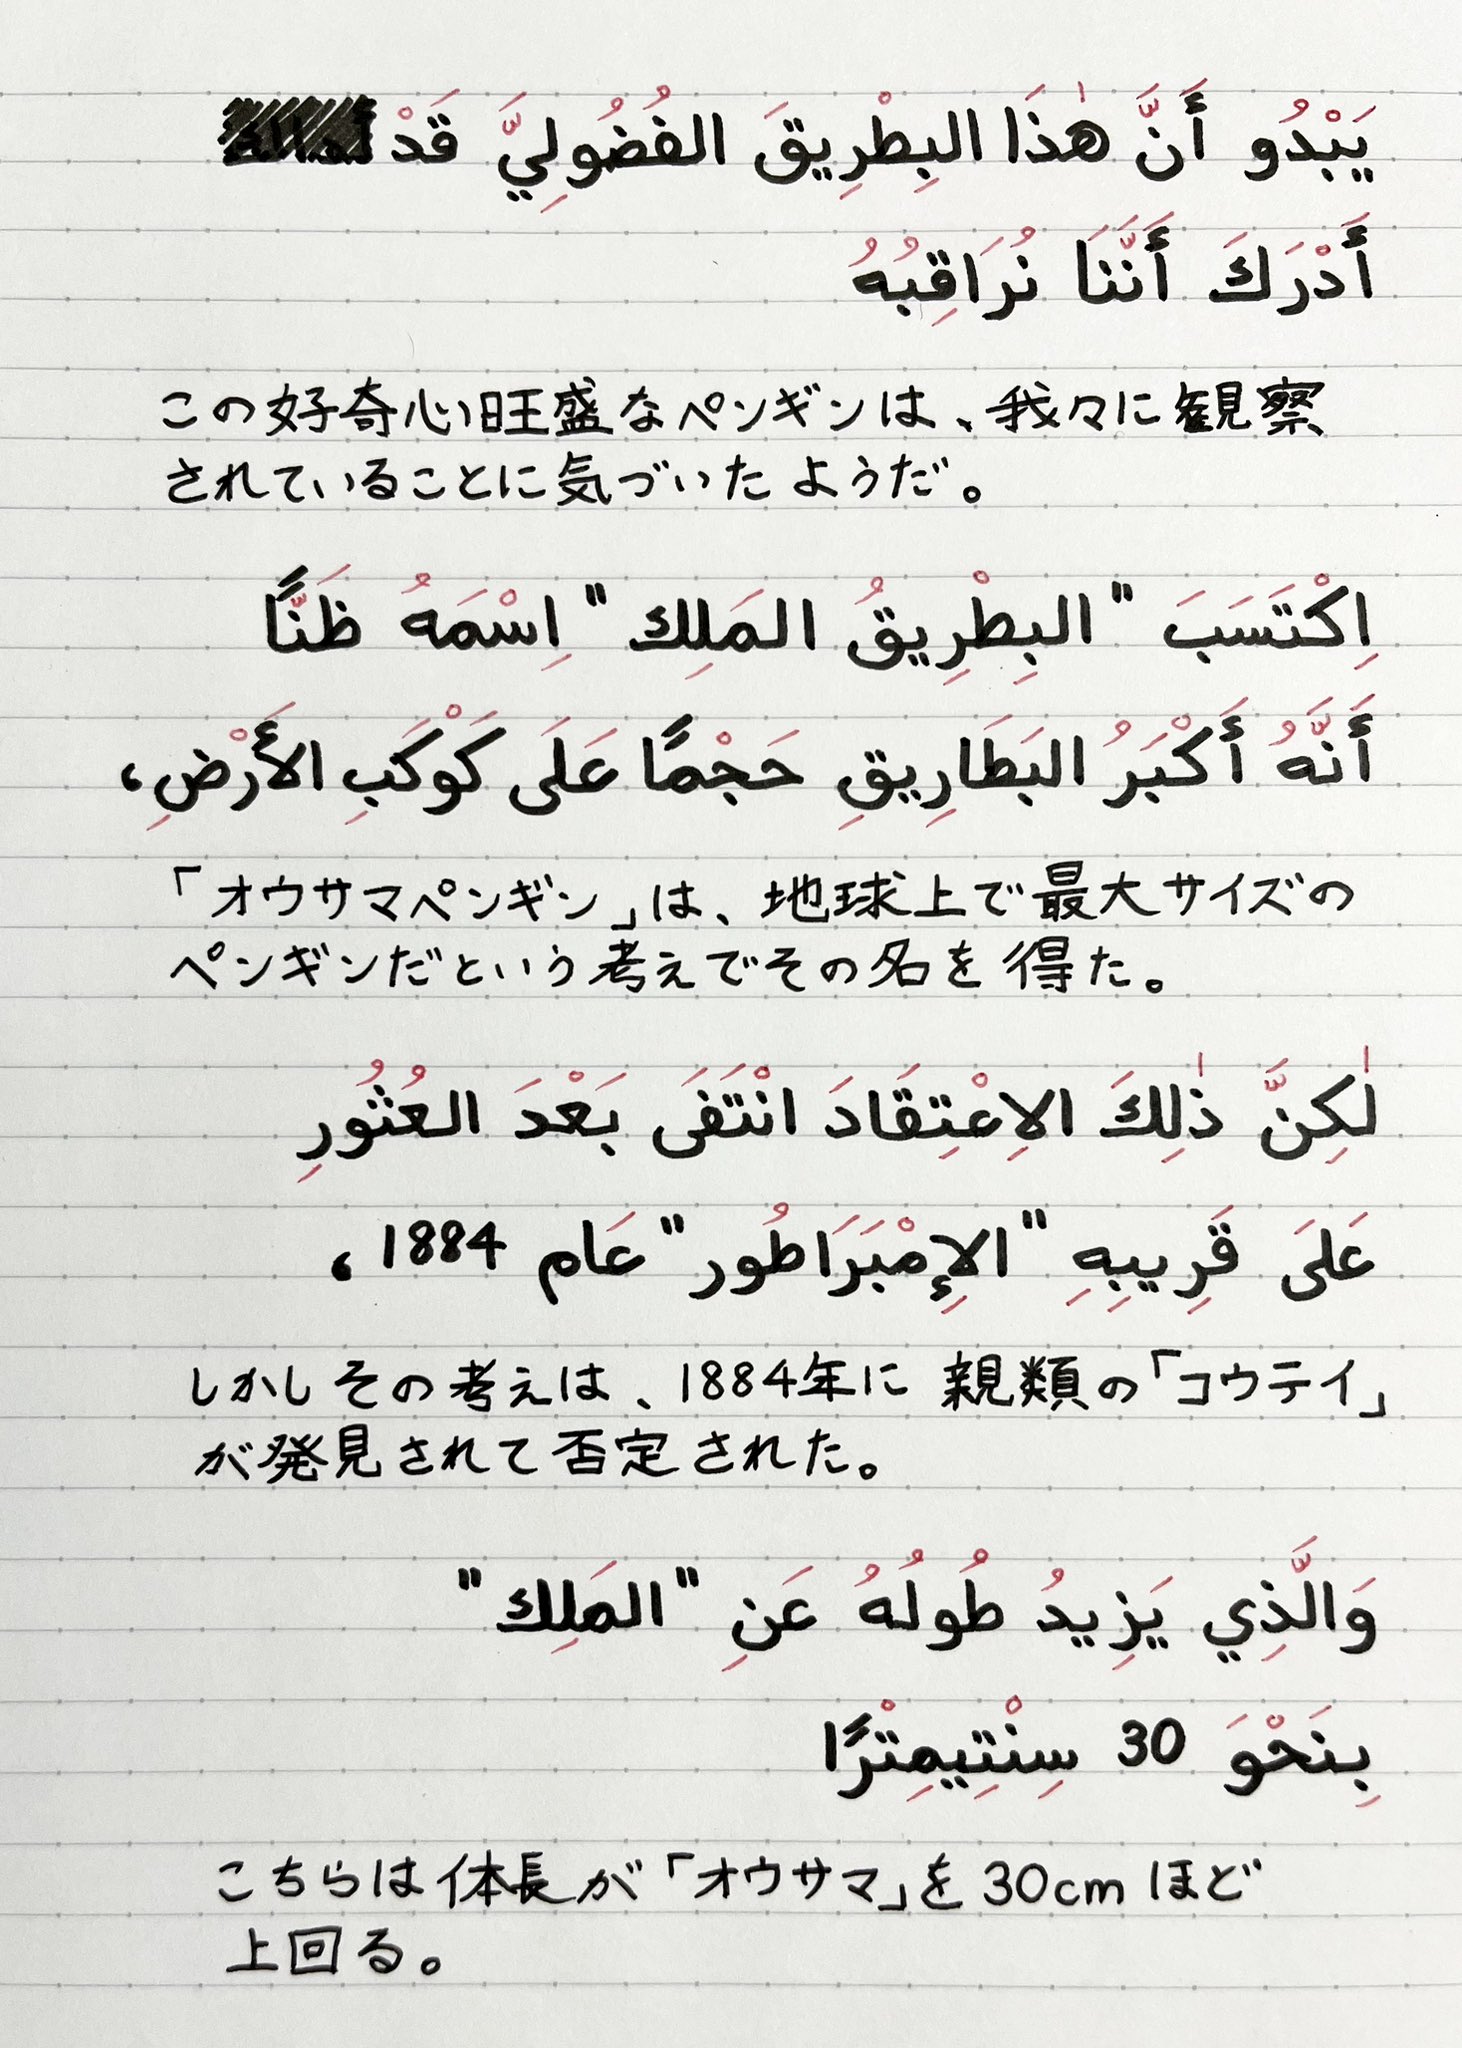 يَبْدُو أَنَّ هٰذَا البِطْرِيقَ الفُضُولِيَّ قَدْ
أَدْرَكَ أَنَّنَا نُرَاقِبُهُ
この好奇心旺盛なペンギンは、我々に観察
されていることに気づいたようだ。
اِكْتَسَبَ "البِطْرِيقُ المَلِك" اِسْمَهُ ظَنًّا
أَنَّهُ أَكْبَرُ البَطَارِيقِ حَجْمًا عَلَى كَوْكَبِ الأَرْضِ،
「オウサマペンギン」は、地球上で最大サイズの
ペンギンだという考えでその名を得た。
لٰكِنَّ ذٰلِكَ الاِعْتِقَادَ انْتَفَى بَعْدَ العُثُورِ
عَلَى قَرِيبِهِ "الإِمْبَرَاطُور" عَام 1884،
しかしその考えは、1884年に親類の「コウテイ」
が発見されて否定された。
وَالَّذِي يَزِيدُ طُولُهُ عَنِ "المَلِك"
بِنَحْوَ 30 سِنْتِيمِتْرًا
こちらは体長が「オウサマ」を30cmほど
上回る。